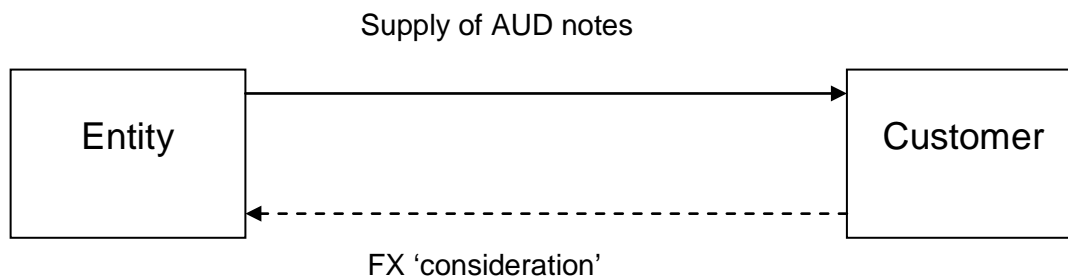 Supply of AUD notes
Entity
Customer
FX ‘consideration’